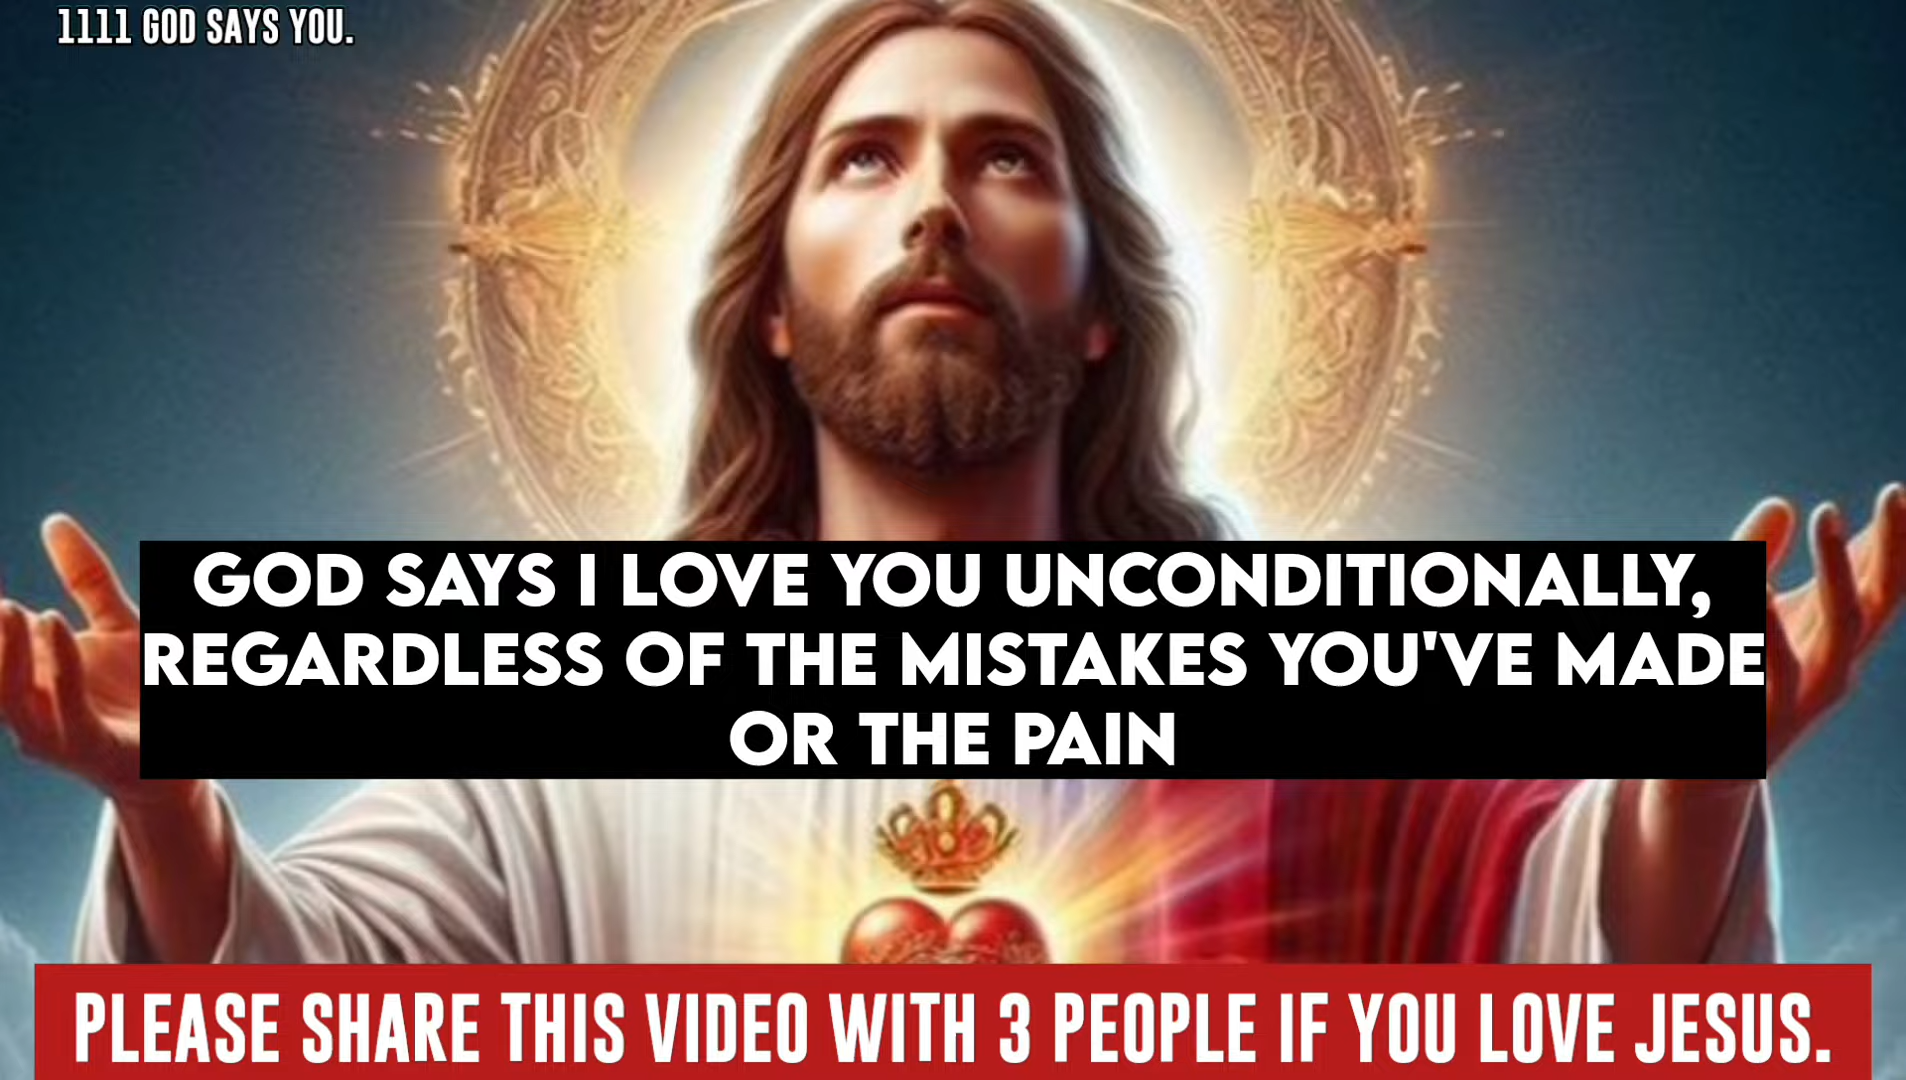 1111 GOD SAYS YOU.
GOD SAYS I LOVE YOU UNCONDITIONALLY,
REGARDLESS OF THE MISTAKES YOU'VE MADE
OR THE PAIN
PLEASE SHARE THIS VIDEO WITH 3 PEOPLE IF YOU LOVE JESUS.